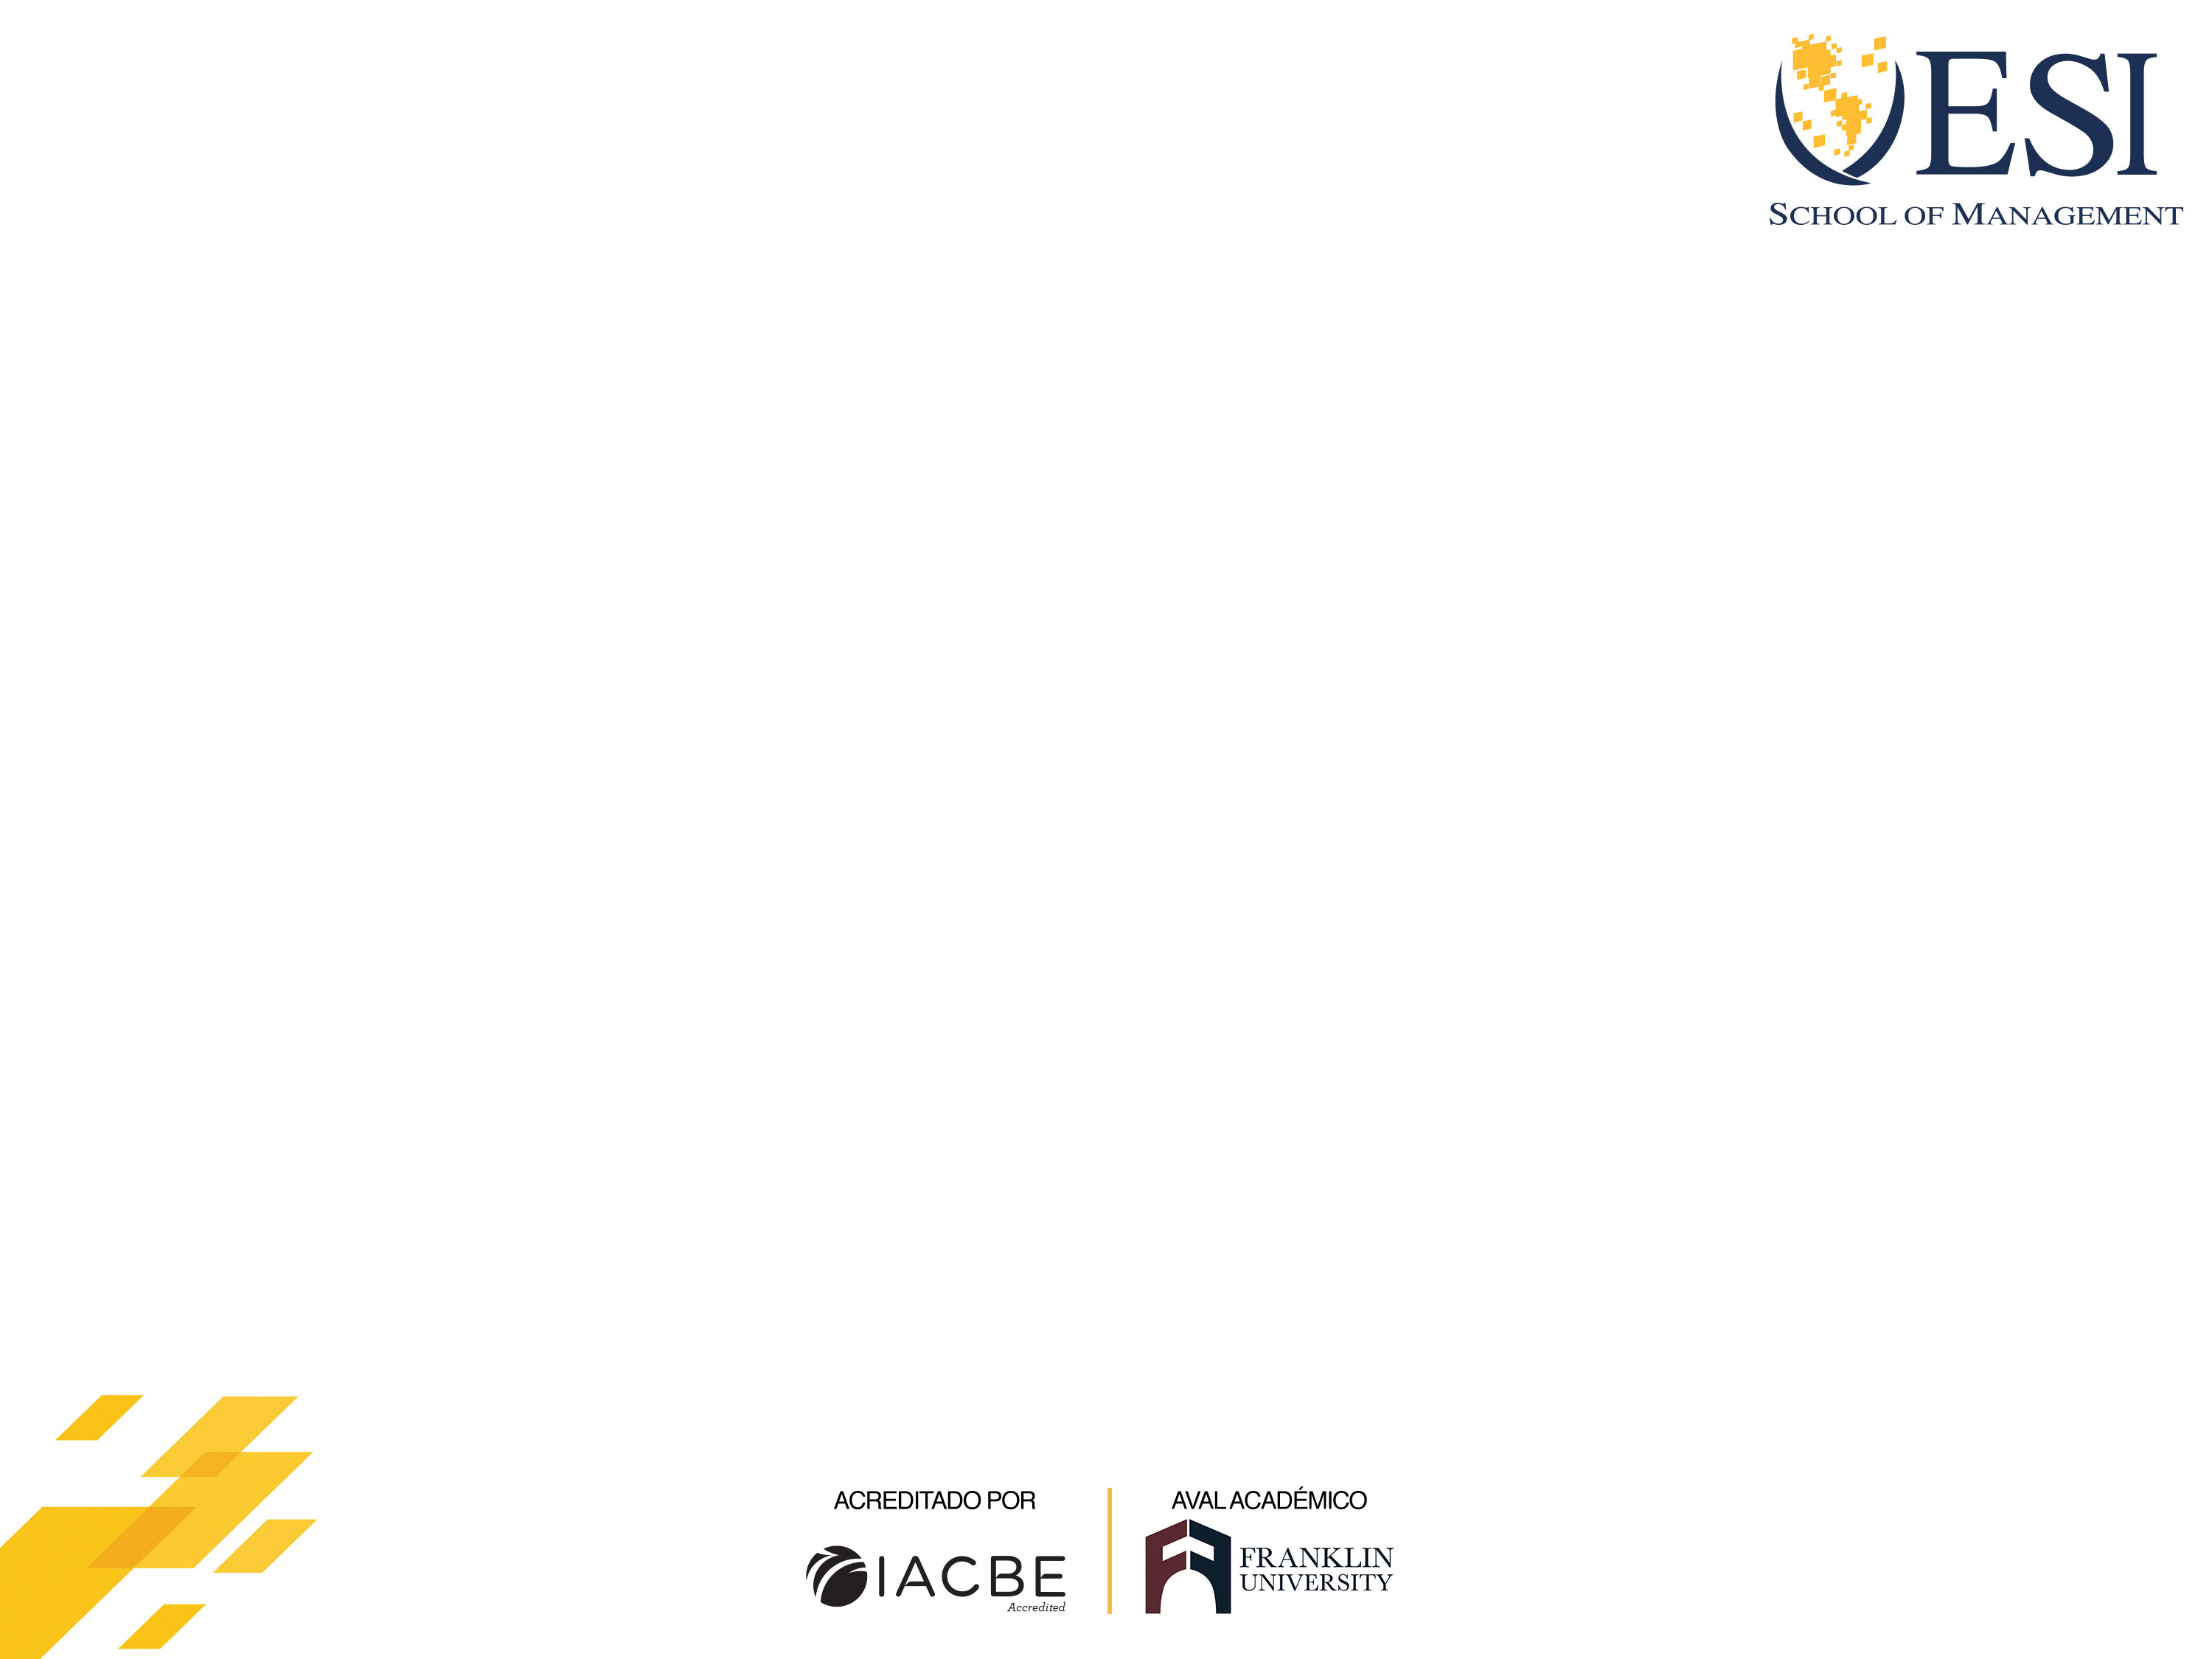 ESI
SCHOOL OF MANAGEMENT
ACREDITADO POR
IACBE
Accredited
AVAL ACADÉMICO
FRANKLIN
UNIVERSITY